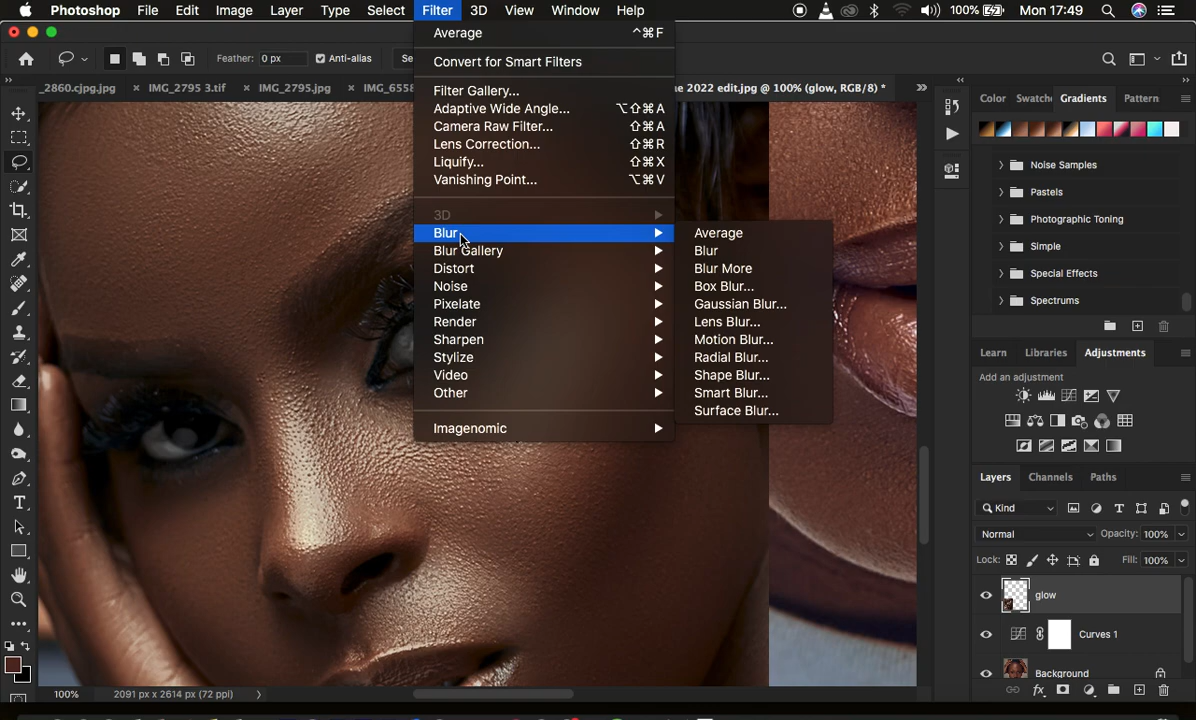 Photoshop File Edit Image Layer Type Select Filter 3D View Window Help 100% Mon 17:49
Feather: 0 px Anti-alias Se
_2860.cjpg.jpg × IMG_2795 3.tif × IMG_2795.jpg × IMG_6558 ue 2022 edit.jpg @ 100% (glow, RGB/8) *
Average ^⌘F
Convert for Smart Filters
Filter Gallery...
Adaptive Wide Angle... ⌥⇧⌘A
Camera Raw Filter... ⇧⌘A
Lens Correction... ⇧⌘R
Liquify... ⇧⌘X
Vanishing Point... ⌥⌘V
3D
Blur
Blur Gallery
Distort
Noise
Pixelate
Render
Sharpen
Stylize
Video
Other
Imagenomic
Average
Blur
Blur More
Box Blur...
Gaussian Blur...
Lens Blur...
Motion Blur...
Radial Blur...
Shape Blur...
Smart Blur...
Surface Blur...
Color Swatche Gradients Pattern
Noise Samples
Pastels
Photographic Toning
Simple
Special Effects
Spectrums
Learn Libraries Adjustments
Add an adjustment
Layers Channels Paths
Kind
Normal Opacity: 100%
Lock: Fill: 100%
glow
Curves 1
Background
100% 2091 px x 2614 px (72 ppi)